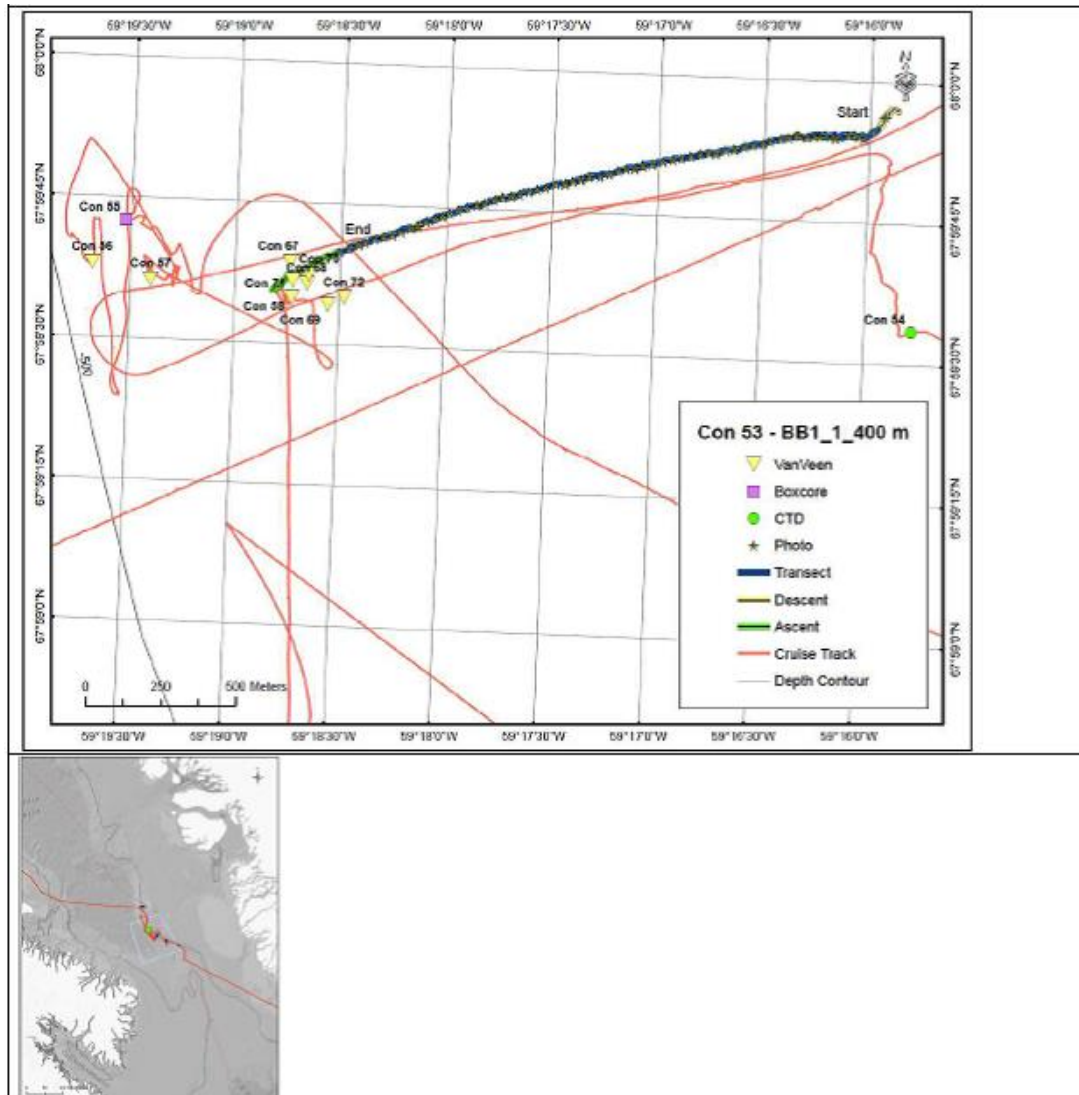 59°19'30"W 59°19'0"W 59°18'30"W 59°18'0"W 59°17'30"W 59°17'0"W 59°16'30"W 59°16'0"W
68°0'0"N
68°0'0"N
N
Start
67°59'45"N
67°59'45"N
Con 55
End
Con 56
Con 57
Con 67
Con 72
Con 58
Con 69
Con 54
67°59'30"N
67°59'30"N
-500
Con 53 - BB1_1_400 m
VanVeen
Boxcore
CTD
Photo
Transect
Descent
Ascent
Cruise Track
Depth Contour
67°59'15"N
67°59'15"N
67°59'0"N
67°59'0"N
0 250 500 Meters
59°19'30"W 59°19'0"W 59°18'30"W 59°18'0"W 59°17'30"W 59°17'0"W 59°16'30"W 59°16'0"W